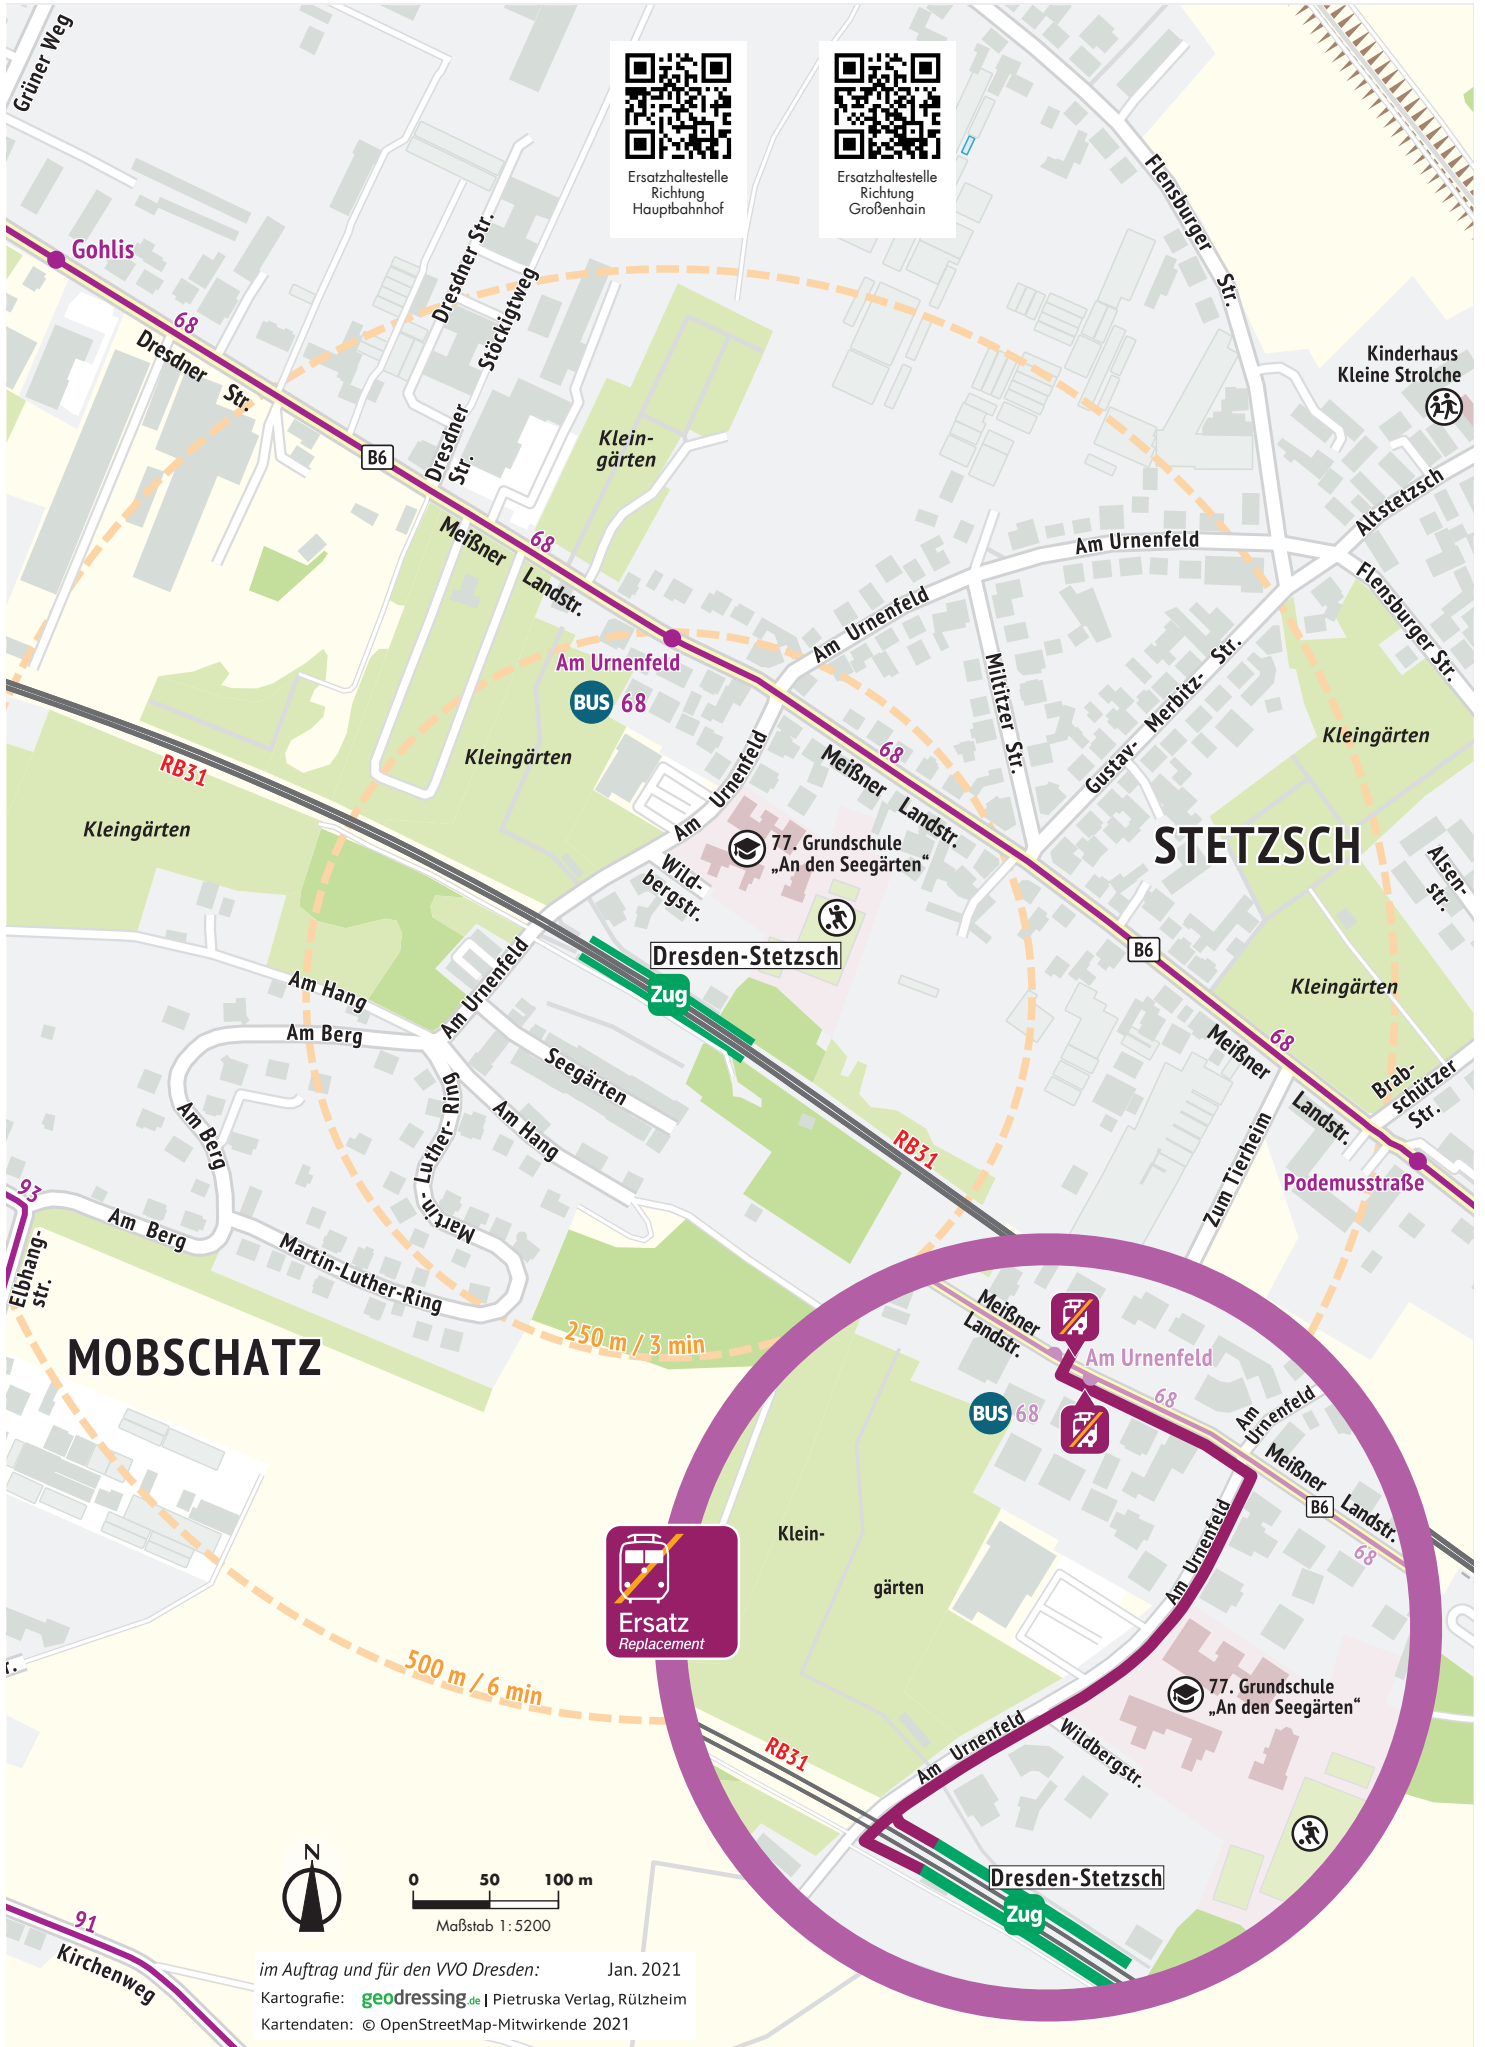 Grüner Weg
Ersatzhaltestelle
Richtung
Hauptbahnhof
Ersatzhaltestelle
Richtung
Großenhain
Flensburger Str.
Gohlis
68
Dresdner Str.
Dresdner Str.
Stöckigtweg
Kinderhaus
Kleine Strolche
Klein-
gärten
B6
Dresdner
Str.
Altstetzsch
Meißner Landstr.
68
Am Urnenfeld
Flensburger Str.
Am Urnenfeld
Am Urnenfeld
BUS 68
Miltitzer Str.
Gustav- Merbitz- Str.
Kleingärten
RB31
Kleingärten
Am Urnenfeld
68
Meißner Landstr.
Kleingärten
77. Grundschule
„An den Seegärten“
STETZSCH
Wild-
bergstr.
Alsen-
str.
Dresden-Stetzsch
Zug
B6
Kleingärten
Am Hang
Am Urnenfeld
Am Berg
Seegärten
68
Meißner Landstr.
Brab-
schützer
Str.
Am Berg
Martin- Luther- Ring
Am Hang
RB31
Zum Tierheim
Podemusstraße
93
Elbhang-
str.
Am Berg
Martin-Luther-Ring
MOBSCHATZ
250 m / 3 min
Meißner
Landstr.
Am Urnenfeld
BUS 68
68
Am
Urnenfeld
Meißner Landstr.
B6
68
Klein-
gärten
Am Urnenfeld
Ersatz
Replacement
r.
500 m / 6 min
77. Grundschule
„An den Seegärten“
RB31
Am Urnenfeld
Wildbergstr.
Dresden-Stetzsch
Zug
N
0 50 100 m
Maßstab 1 : 5200
91
Kirchenweg
im Auftrag und für den VVO Dresden: Jan. 2021
Kartografie: geodressing.de | Pietruska Verlag, Rülzheim
Kartendaten: © OpenStreetMap-Mitwirkende 2021